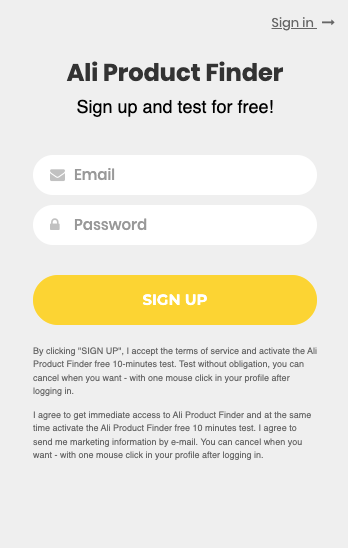 Sign in →
Ali Product Finder
Sign up and test for free!
Email
Password
SIGN UP
By clicking "SIGN UP", I accept the terms of service and activate the Ali
Product Finder free 10-minutes test. Test without obligation, you can
cancel when you want - with one mouse click in your profile after
logging in.
I agree to get immediate access to Ali Product Finder and at the same
time activate the Ali Product Finder free 10 minutes test. I agree to
send me marketing information by e-mail. You can cancel when you
want - with one mouse click in your profile after logging in.